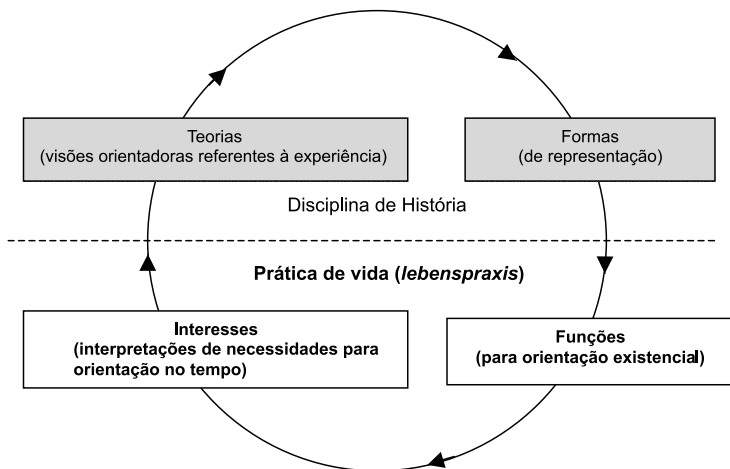 Teorias
(visões orientadoras referentes à experiência)
Formas
(de representação)
Disciplina de História
Prática de vida (lebenspraxis)
Interesses
(interpretações de necessidades para
orientação no tempo)
Funções
(para orientação existencial)